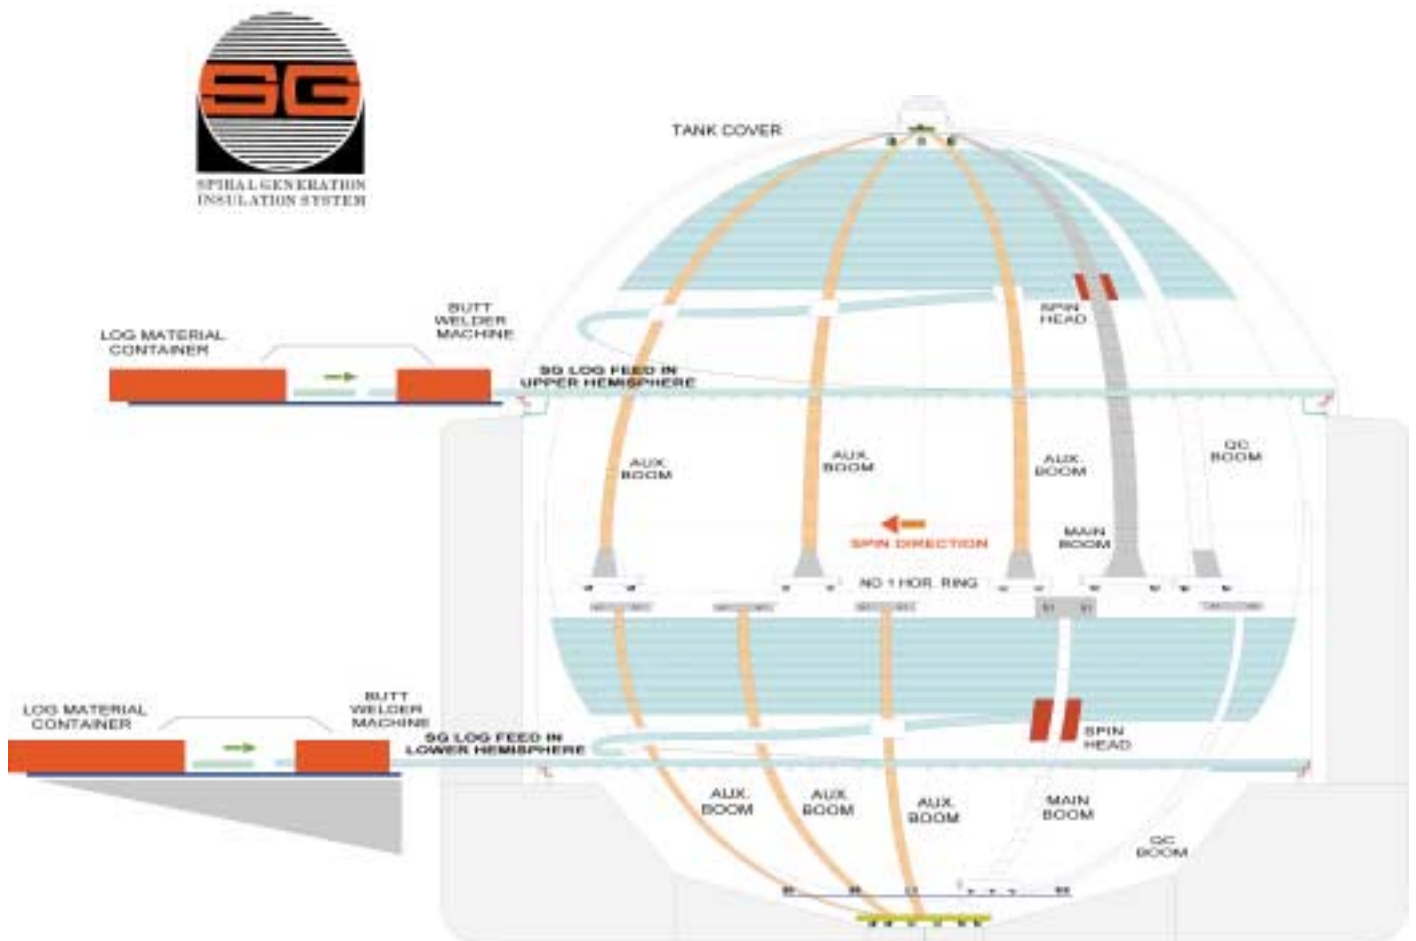 SG
SPIRAL GENERATION
INSULATION SYSTEM
TANK COVER
BUTT
WELDER
MACHINE
LOG MATERIAL
CONTAINER
SPIN
HEAD
SG LOG FEED IN
UPPER HEMISPHERE
AUX.
BOOM
AUX.
BOOM
AUX.
BOOM
QC.
BOOM
MAIN
BOOM
SPIN DIRECTION
NO 1 HOR. RING
LOG MATERIAL
CONTAINER
BUTT
WELDER
MACHINE
SG LOG FEED IN
LOWER HEMISPHERE
SPIN
HEAD
AUX.
BOOM
AUX.
BOOM
AUX.
BOOM
MAIN
BOOM
QC
BOOM